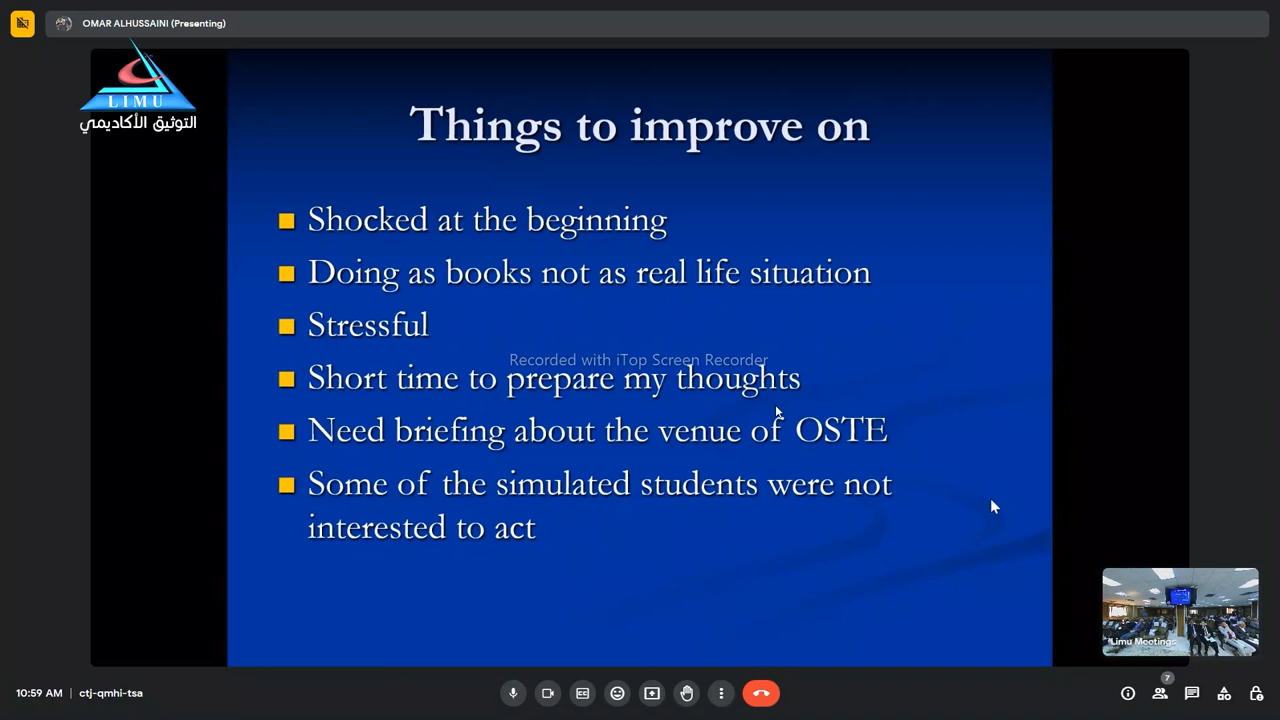 OMAR ALHUSSAINI (Presenting)
LIMU
التوثيق الأكاديمي
Things to improve on
Shocked at the beginning
Doing as books not as real life situation
Stressful
Recorded with iTop Screen Recorder
Short time to prepare my thoughts
Need briefing about the venue of OSTE
Some of the simulated students were not
interested to act
Limu Meetings
10:59 AM | ctj-qmhi-tsa
7